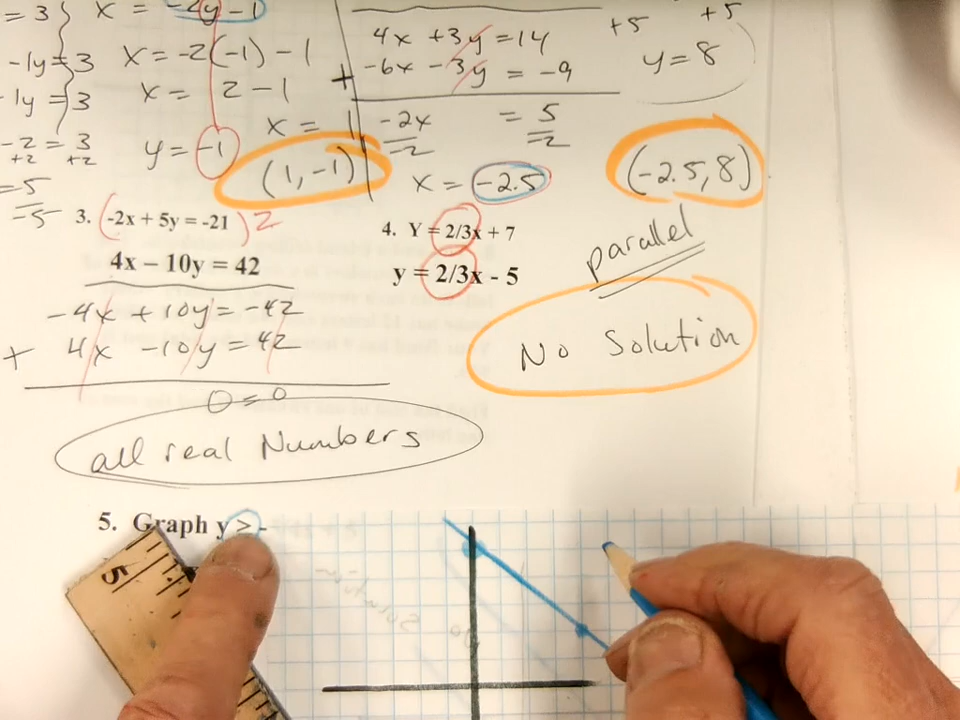 = 3 x = -2y - 1
-1y = 3 x = -2(-1) - 1
-1y = 3 x = 2 - 1
-2 = 3
+2 +2
x = 1
y = -1
(1, -1)
= 5
-5
4x + 3y = 14
+ -6x - 3y = -9
-2x = 5
-2 -2
x = -2.5
+5 +5
y = 8
(-2.5, 8)
3. (-2x + 5y = -21) 2
4x – 10y = 42
-4x + 10y = -42
+ 4x - 10y = 42
0 = 0
all real Numbers
4. Y = 2/3x + 7
y = 2/3x - 5
parallel
No Solution
5. Graph y > -
5